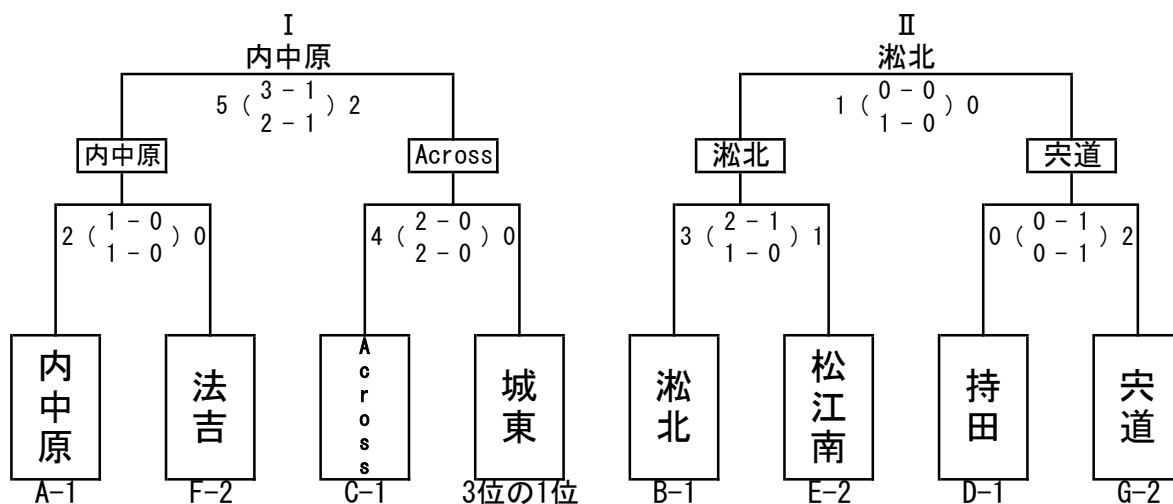 Ⅰ
内中原
5 ( 3 - 1 ) 2
2 - 1
内中原
Across
2 ( 1 - 0 ) 0
1 - 0
4 ( 2 - 0 ) 0
2 - 0
内中原
法吉
Across
城東
A-1
F-2
C-1
3位の1位
Ⅱ
淞北
1 ( 0 - 0 ) 0
1 - 0
淞北
宍道
3 ( 2 - 1 ) 1
1 - 0
0 ( 0 - 1 ) 2
0 - 1
淞北
松江南
持田
宍道
B-1
E-2
D-1
G-2